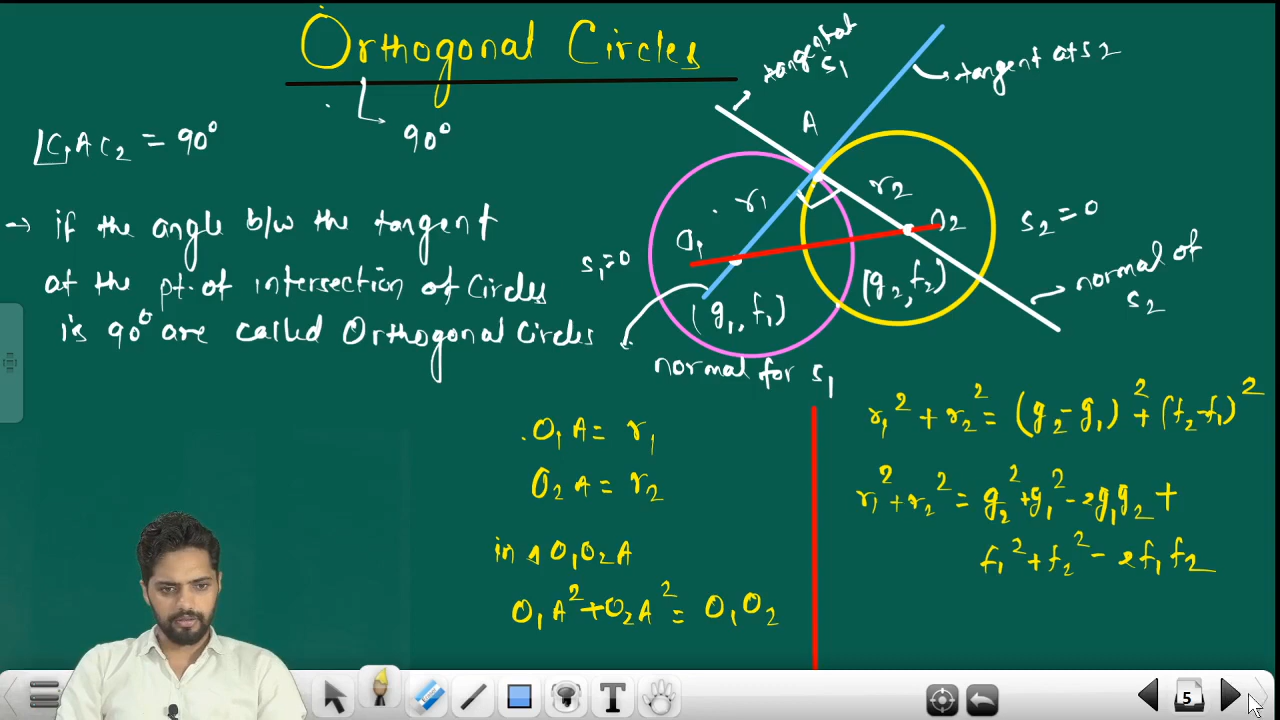 Orthogonal Circles
∠C₁AC₂ = 90°
90°
→ if the angle b/w the tangent
at the pt. of intersection of Circles
is 90° are called Orthogonal Circles
tangent at S₁
tangent at S2
A
r₁
r₂
O₁
O2
S₁=0
S₂=0
(g₁, f₁)
(g₂, f₂)
normal of
S₂
normal for S₁
O₁A = r₁
O₂A = r₂
in △O₁O₂A
O₁A² + O₂A² = O₁O₂
r₁² + r₂² = (g₂ - g₁)² + (f₂ - f₁)²
r₁² + r₂² = g₂² + g₁² - 2g₁g₂ +
f₁² + f₂² - 2f₁f₂
T
5